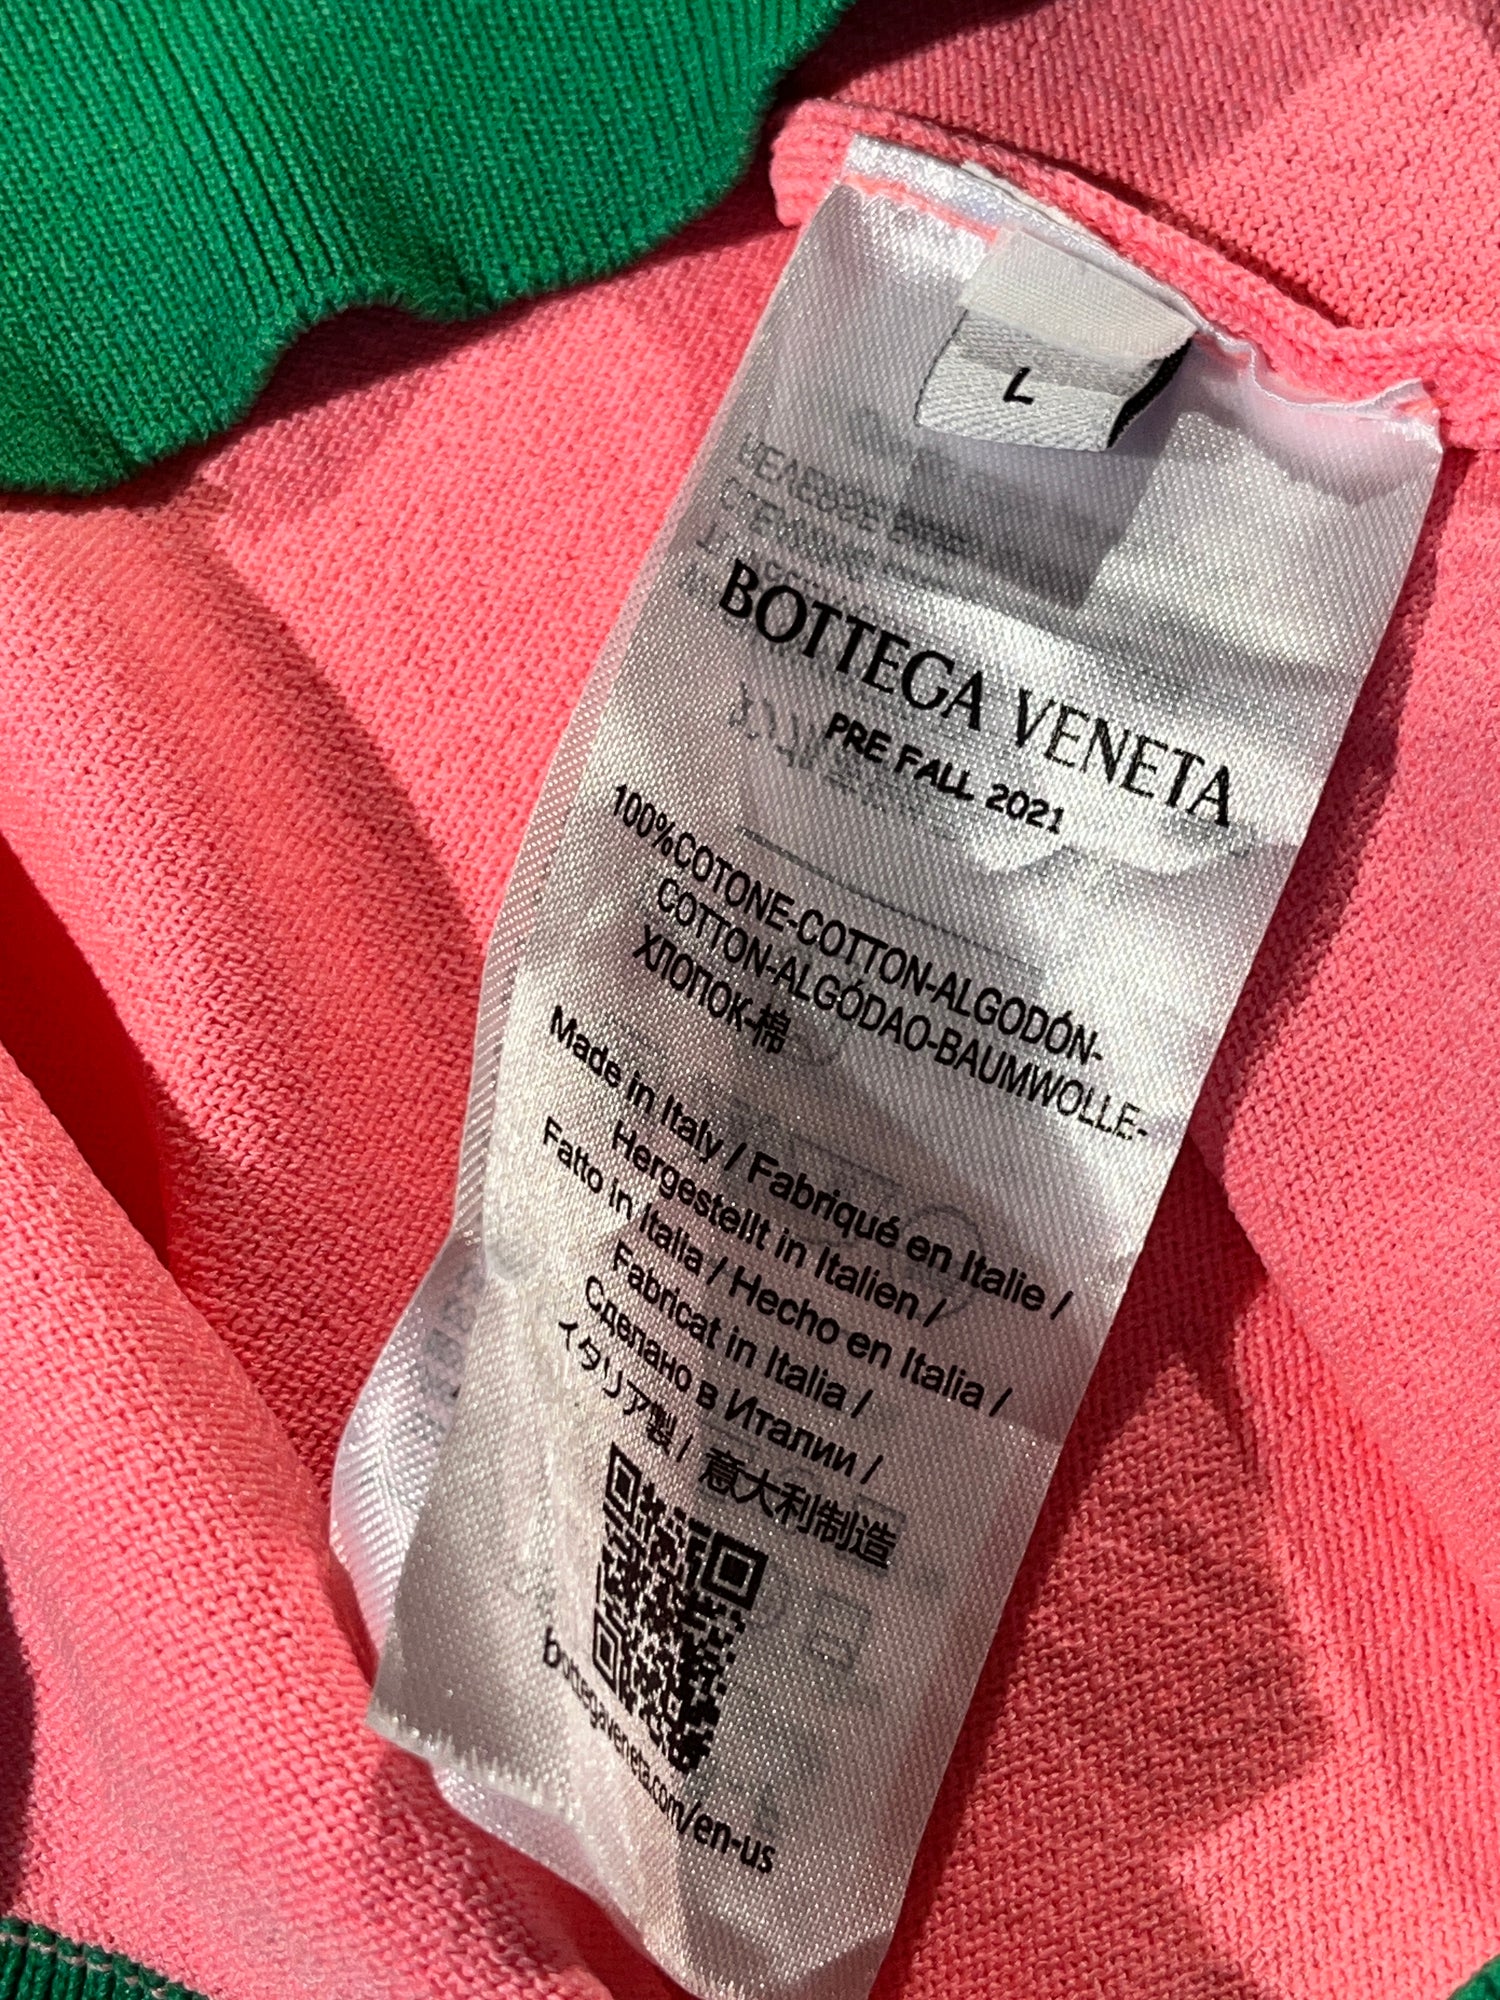 L
BOTTEGA VENETA
PRE FALL 2021
100%COTONE-COTTON-ALGODÓN-
COTTON-ALGÓDAO-BAUMWOLLE-
ХЛОПОК-棉
Made in Italy / Fabriqué en Italie /
Hergestellt in Italien /
Fatto in Italia / Hecho en Italia /
Fabricat in Italia /
Сделано в Италии /
イタリア製 / 意大利制造
bottegaveneta.com/en-us